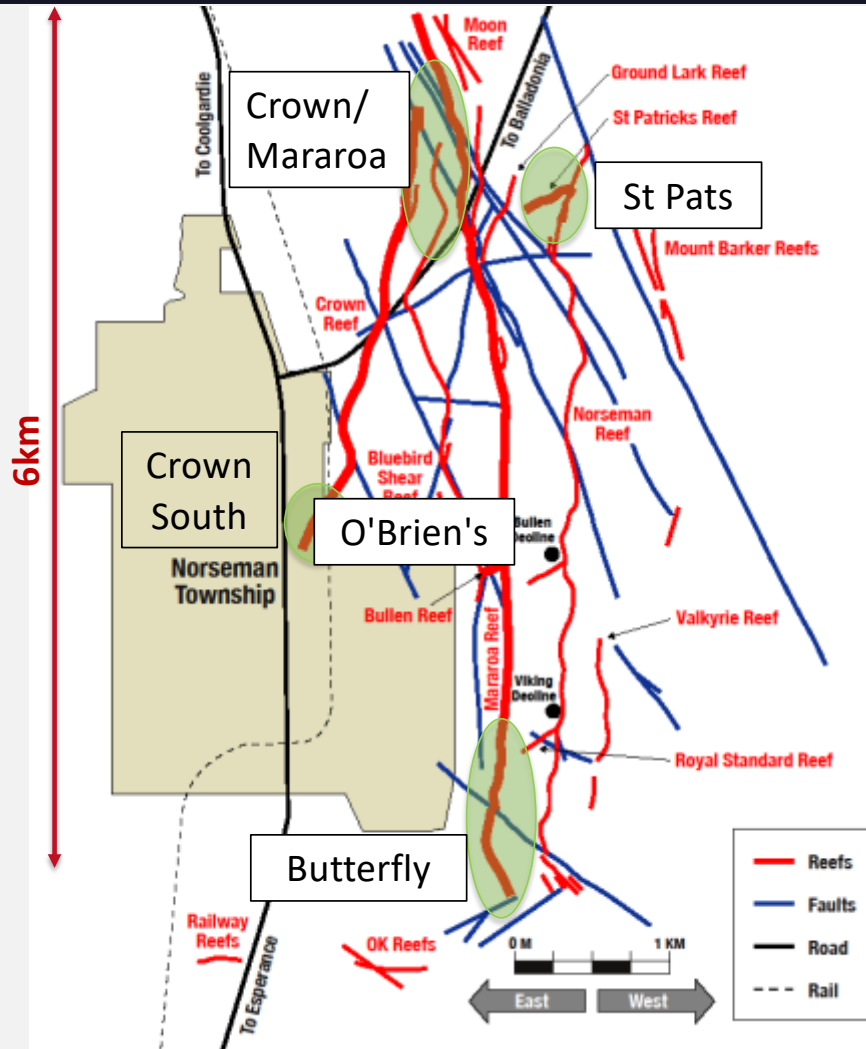 Moon
Reef
To Balladonia
To Coolgardie
Ground Lark Reef
St Patricks Reef
Crown/
Mararoa
St Pats
Mount Barker Reefs
Crown
Reef
Norseman
Reef
6km
Bluebird
Shear
Crown
South
O'Brien's
Bullen
Norseman
Township
Bullen Reef
Mararoa Reef
Valkyrie Reef
Viking
Decline
Royal Standard Reef
Butterfly
Railway
Reefs
OK Reefs
To Esperance
0 M
1 KM
East
West
Reefs
Faults
Road
Rail